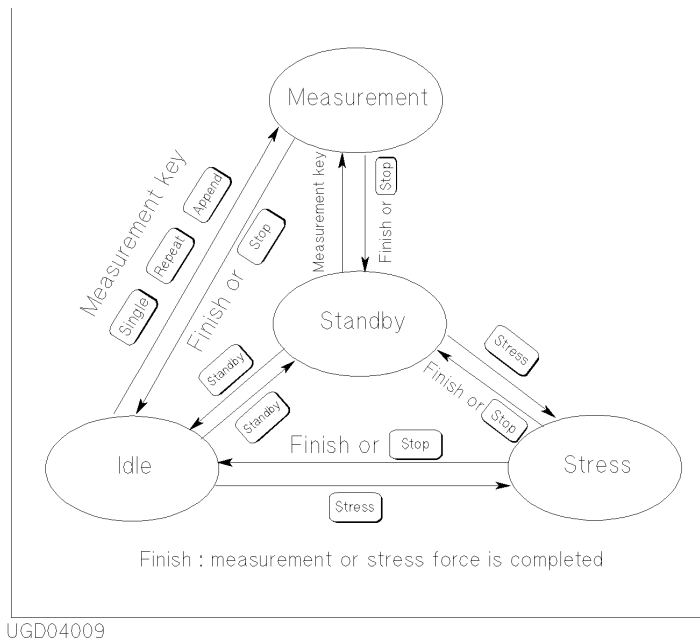 Measurement
Measurement key
Single
Repeat
Append
Finish or Stop
Measurement key
Finish or Stop
Standby
Standby
Standby
Stress
Finish or Stop
Idle
Finish or Stop
Stress
Stress
Finish : measurement or stress force is completed
UGD04009